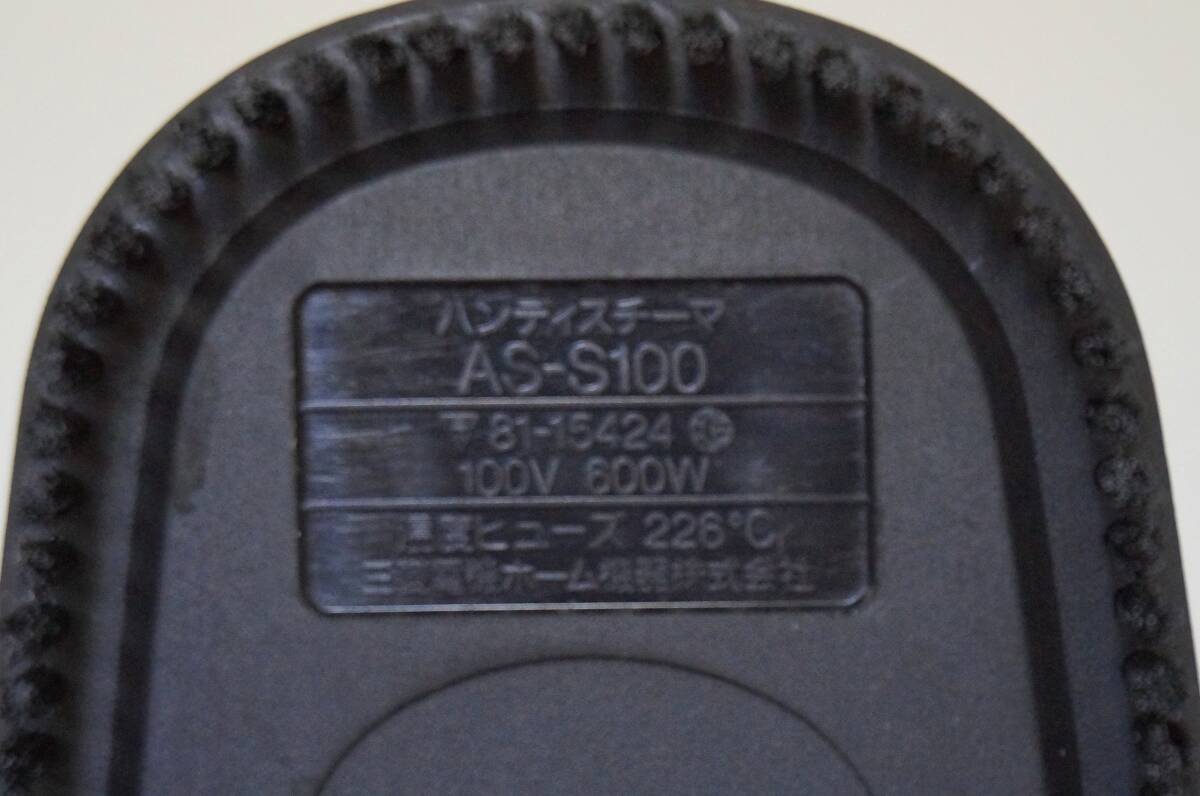 ハンディスチーマ
AS-S100
▽81-15424
100V 600W
温度ヒューズ 226°C
三菱電機ホーム機器株式会社